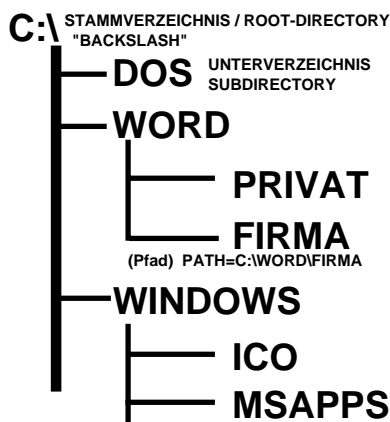 C:\ STAMMVERZEICHNIS / ROOT-DIRECTORY
"BACKSLASH"
DOS UNTERVERZEICHNIS
SUBDIRECTORY
WORD
PRIVAT
FIRMA
(Pfad) PATH=C:\WORD\FIRMA
WINDOWS
ICO
MSAPPS